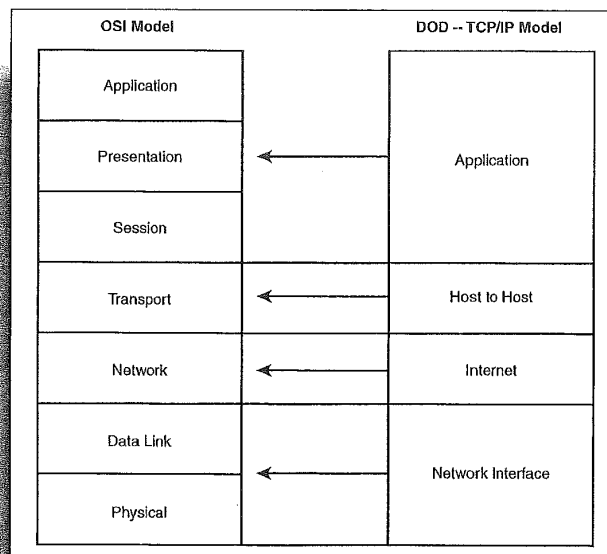 OSI Model
DOD -- TCP/IP Model
Application
Presentation
Session
Transport
Network
Data Link
Physical
Application
Host to Host
Internet
Network Interface